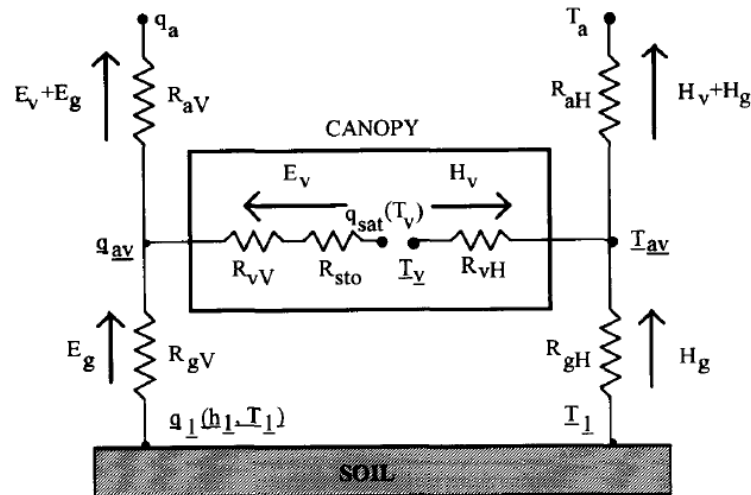 q_a
T_a
E_v+E_g
R_aV
R_aH
H_v+H_g
CANOPY
E_v
H_v
q_sat(T_v)
q_av
R_vV
R_sto
T_v
R_vH
T_av
E_g
R_gV
R_gH
H_g
q_1(h_1, T_1)
T_1
SOIL